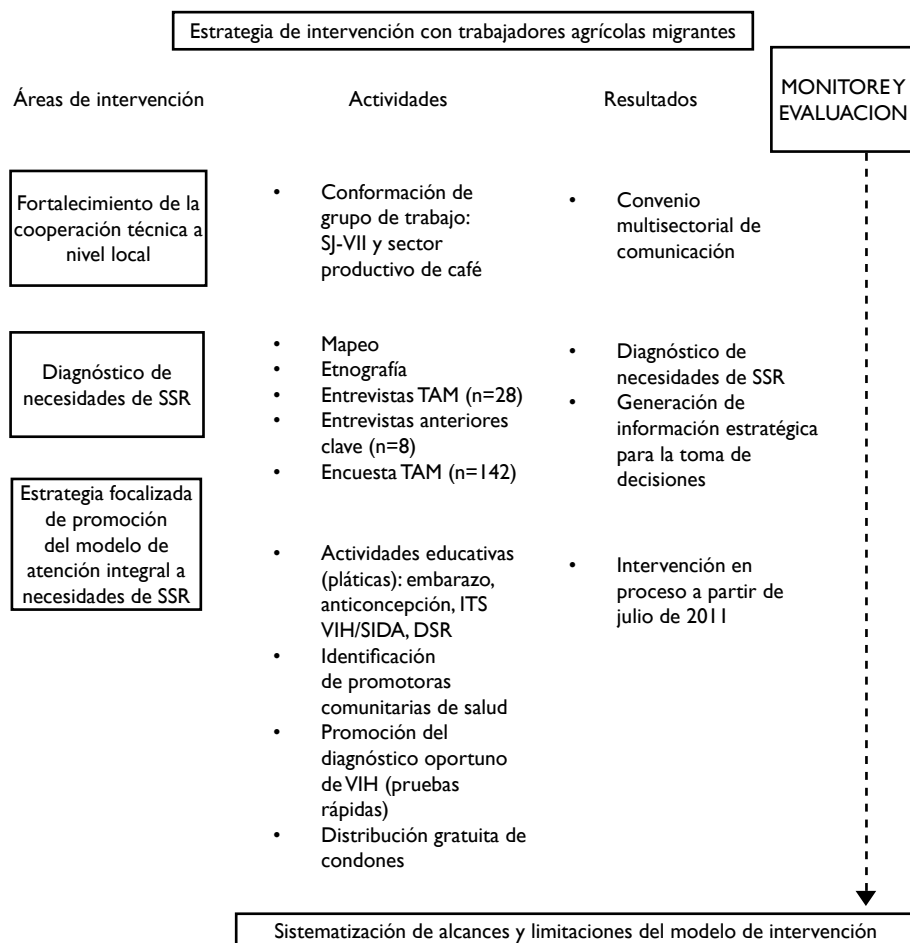 Estrategia de intervención con trabajadores agrícolas migrantes
MONITORE Y
EVALUACION
Áreas de intervención
Actividades
Resultados
Fortalecimiento de la
cooperación técnica a
nivel local
• Conformación de
grupo de trabajo:
SJ-VII y sector
productivo de café
• Convenio
multisectorial de
comunicación
Diagnóstico de
necesidades de SSR
• Mapeo
• Etnografía
• Entrevistas TAM (n=28)
• Entrevistas anteriores
clave (n=8)
• Encuesta TAM (n=142)
• Diagnóstico de
necesidades de SSR
• Generación de
información estratégica
para la toma de
decisiones
Estrategia focalizada
de promoción
del modelo de
atención integral a
necesidades de SSR
• Actividades educativas
(pláticas): embarazo,
anticoncepción, ITS
VIH/SIDA, DSR
• Identificación
de promotoras
comunitarias de salud
• Promoción del
diagnóstico oportuno
de VIH (pruebas
rápidas)
• Distribución gratuita de
condones
• Intervención en
proceso a partir de
julio de 2011
Sistematización de alcances y limitaciones del modelo de intervención